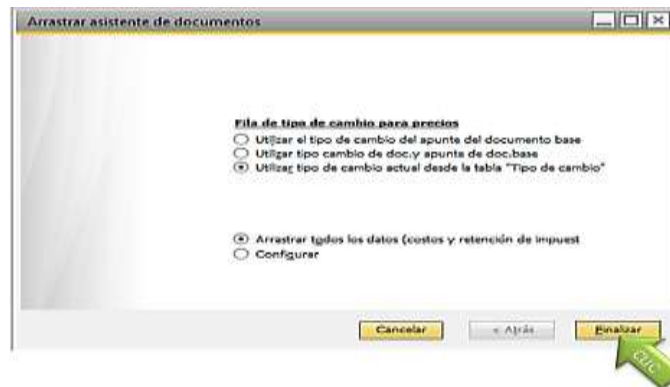 Arrastrar asistente de documentos
Fila de tipo de cambio para precios
Utilizar el tipo de cambio del apunte del documento base
Utilizar tipo cambio de doc.y apunte de doc.base
Utilizar tipo de cambio actual desde la tabla "Tipo de cambio"
Arrastrar todos los datos (costos y retención de impuest
Configurar
Cancelar
< Atrás
Finalizar
CLIC